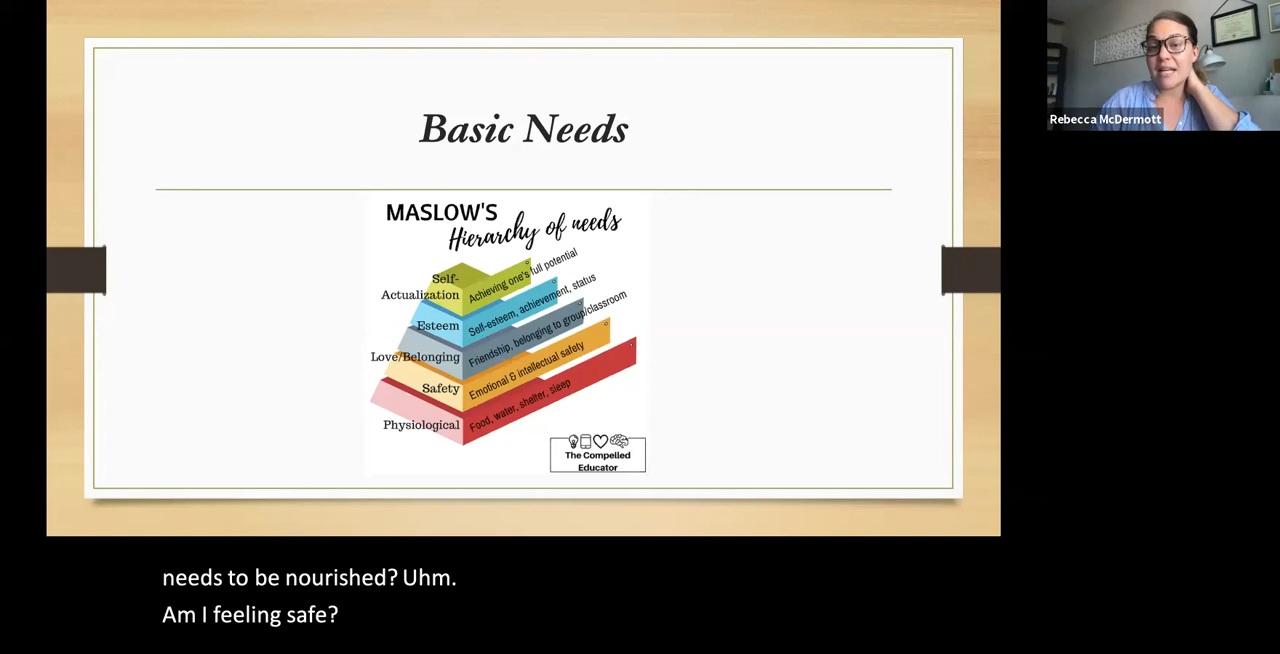 Basic Needs
MASLOW'S
Hierarchy of needs
Self-
Actualization
Achieving one's full potential
Esteem
Self-esteem, achievement, status
Love/Belonging
Friendship, belonging to group/classroom
Safety
Emotional & intellectual safety
Physiological
Food, water, shelter, sleep
The Compelled
Educator
Rebecca McDermott
needs to be nourished? Uhm.
Am I feeling safe?